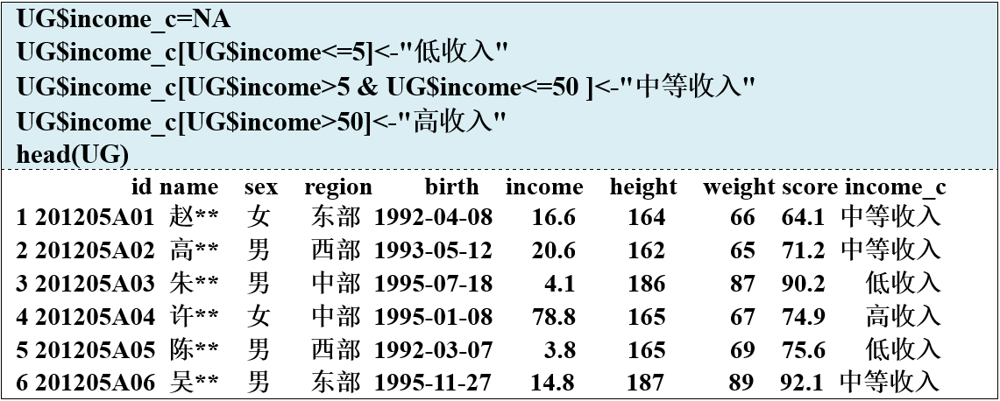 UG$income_c=NA
UG$income_c[UG$income<=5]<-"低收入"
UG$income_c[UG$income>5 & UG$income<=50 ]<-"中等收入"
UG$income_c[UG$income>50]<-"高收入"
head(UG)
id name sex region birth income height weight score income_c
1 201205A01 赵** 女 东部 1992-04-08 16.6 164 66 64.1 中等收入
2 201205A02 高** 男 西部 1993-05-12 20.6 162 65 71.2 中等收入
3 201205A03 朱** 男 中部 1995-07-18 4.1 186 87 90.2 低收入
4 201205A04 许** 女 中部 1995-01-08 78.8 165 67 74.9 高收入
5 201205A05 陈** 男 西部 1992-03-07 3.8 165 69 75.6 低收入
6 201205A06 吴** 男 东部 1995-11-27 14.8 187 89 92.1 中等收入